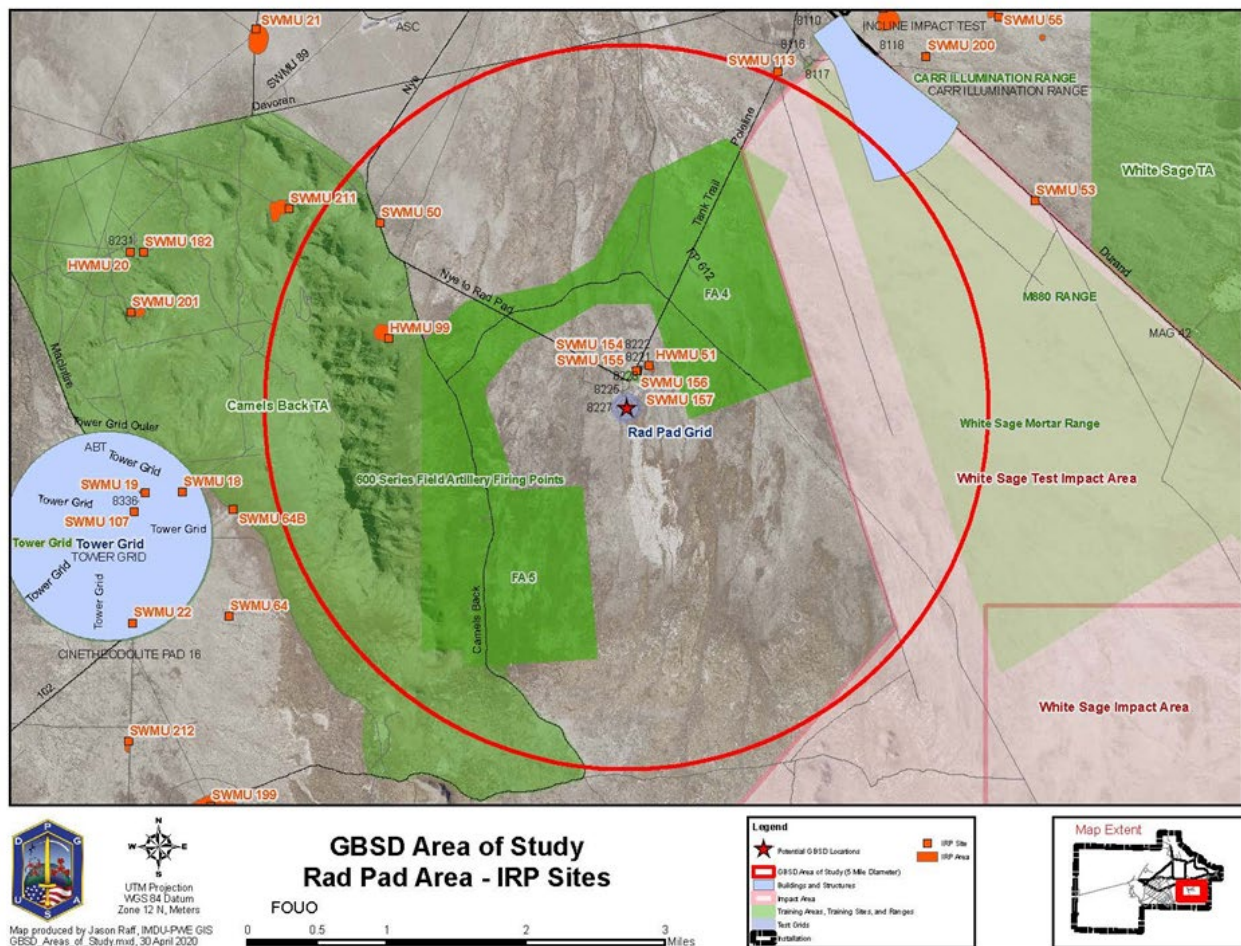 SWMU 21
ASC
SWMU 89
Nye
Davoren
8110
8116
SWMU 113
8117
INCLINE IMPACT TEST
8118
SWMU 55
SWMU 200
CARR ILLUMINATION RANGE
CARR ILLUMINATION RANGE
White Sage TA
SWMU 53
Durand
M880 RANGE
MAG 42
Pololine
Tank Trail
FP 612
FA 4
SWMU 211
SWMU 50
8231
SWMU 182
HWMU 20
SWMU 201
Nye to Rad Pad
HWMU 99
MacIntire
SWMU 154
8222
8221
HWMU 51
SWMU 155
SWMU 156
8225
SWMU 157
8227
Rad Pad Grid
Camels Back TA
Tower Grid Outer
ABT
Tower Grid
SWMU 19
SWMU 18
Tower Grid
8336
SWMU 107
SWMU 64B
Tower Grid
Tower Grid
Tower Grid
TOWER GRID
Tower Grid
Tower Grid
SWMU 22
SWMU 64
CINETHEODOLITE PAD 16
102
SWMU 212
SWMU 199
600 Series Field Artillery Firing Points
FA 5
Camels Back
White Sage Mortar Range
White Sage Test Impact Area
White Sage Impact Area
D P G
U S A
N
W E
S
UTM Projection
WGS 84 Datum
Zone 12 N, Meters
Map produced by Jason Raff, IMDU-PWE GIS
GBSD_Areas_of_Study.mxd, 30 April 2020
GBSD Area of Study
Rad Pad Area - IRP Sites
FOUO
0 0.5 1 2 3
Miles
Legend
Potential GBSD Locations
GBSD Area of Study (5 Mile Diameter)
Buildings and Structures
Impact Area
Training Areas, Training Sites, and Ranges
Test Grids
Installation
IRP Site
IRP Area
Map Extent